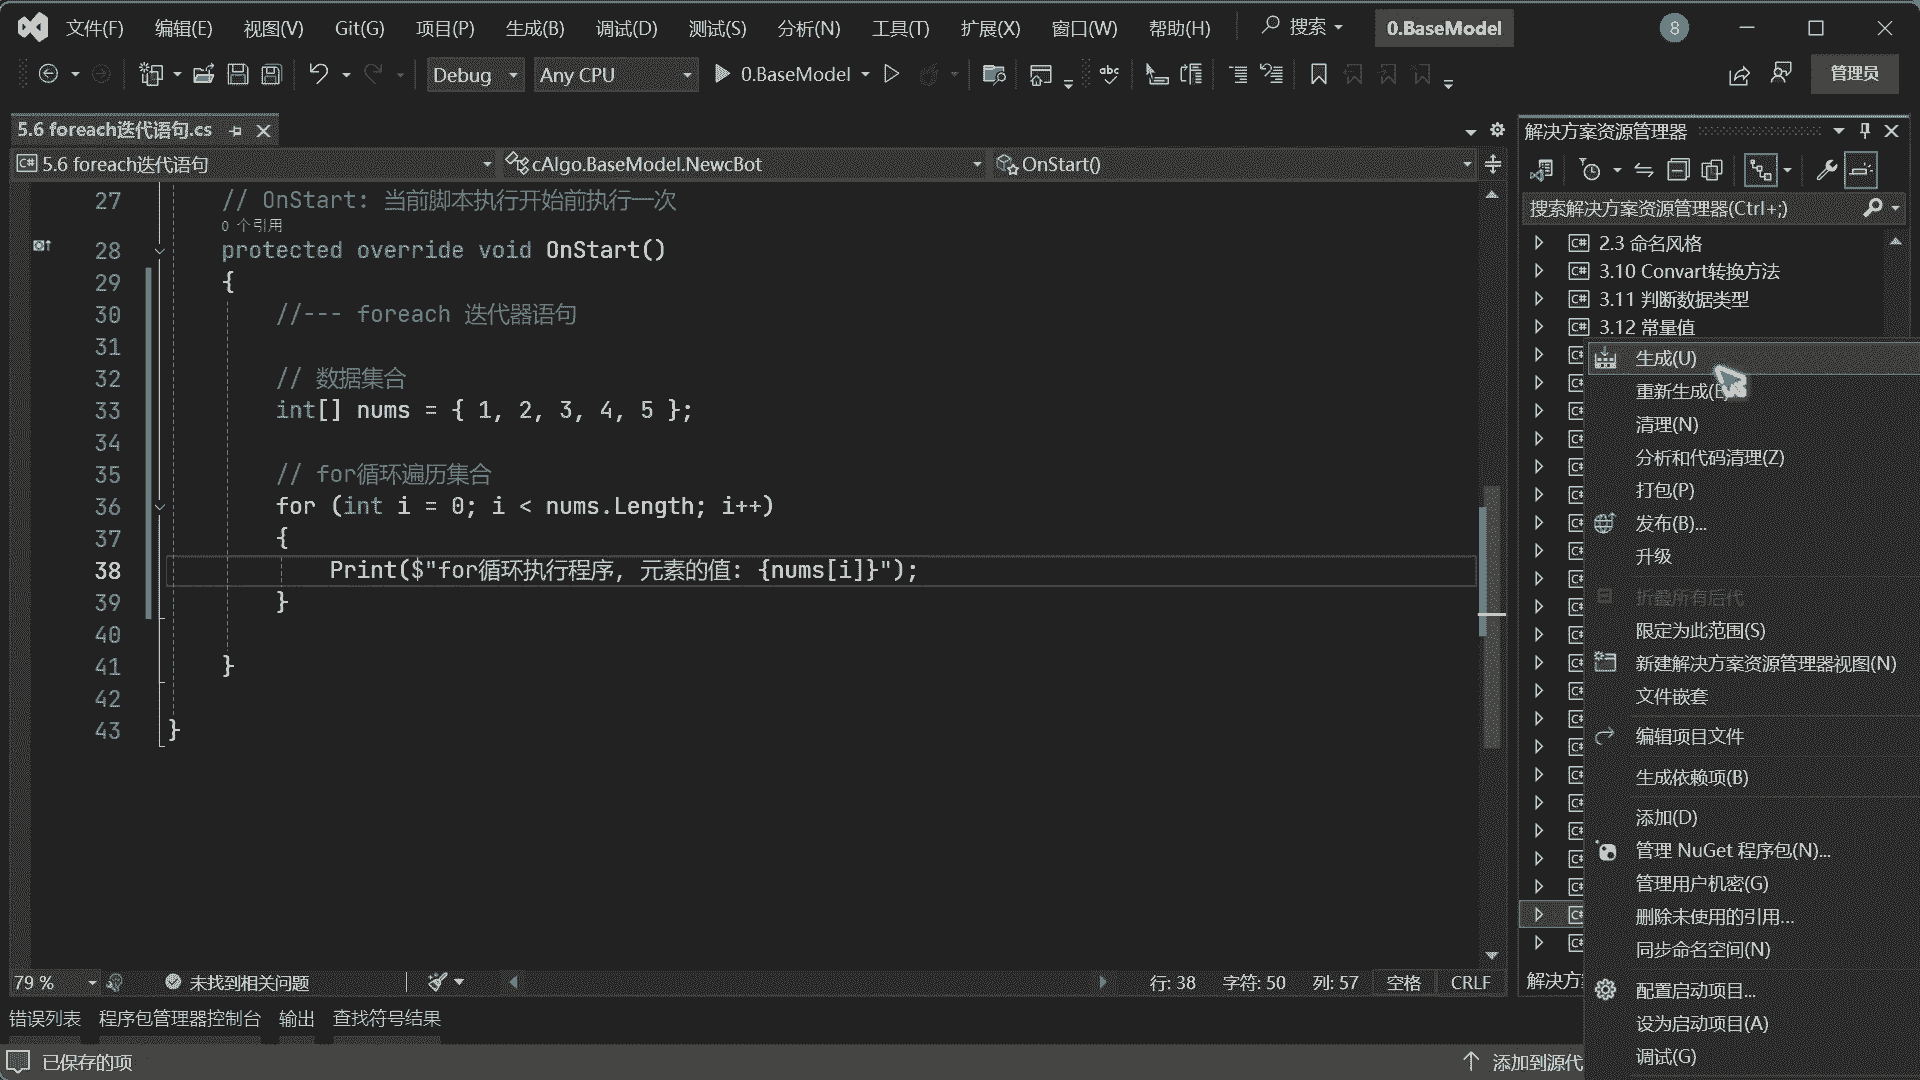 文件(F) 编辑(E) 视图(V) Git(G) 项目(P) 生成(B) 调试(D) 测试(S) 分析(N) 工具(T) 扩展(X) 窗口(W) 帮助(H) 搜索 0.BaseModel 8
Debug Any CPU 0.BaseModel 管理员
5.6 foreach迭代语句.cs
5.6 foreach迭代语句 cAlgo.BaseModel.NewcBot OnStart()
27 // OnStart: 当前脚本执行开始前执行一次
0 个引用
28 protected override void OnStart()
29 {
30 //--- foreach 迭代器语句
31
32 // 数据集合
33 int[] nums = { 1, 2, 3, 4, 5 };
34
35 // for循环遍历集合
36 for (int i = 0; i < nums.Length; i++)
37 {
38 Print($"for循环执行程序, 元素的值: {nums[i]}");
39 }
40
41 }
42
43 }
79 % 未找到相关问题 行: 38 字符: 50 列: 57 空格 CRLF
错误列表 程序包管理器控制台 输出 查找符号结果
已保存的项 添加到源代
解决方案资源管理器
搜索解决方案资源管理器(Ctrl+;)
2.3 命名风格
3.10 Convart转换方法
3.11 判断数据类型
3.12 常量值
生成(U)
重新生成(E)
清理(N)
分析和代码清理(Z)
打包(P)
发布(B)...
升级
折叠所有后代
限定为此范围(S)
新建解决方案资源管理器视图(N)
文件嵌套
编辑项目文件
生成依赖项(B)
添加(D)
管理 NuGet 程序包(N)...
管理用户机密(G)
删除未使用的引用...
同步命名空间(N)
配置启动项目...
设为启动项目(A)
调试(G)
解决方